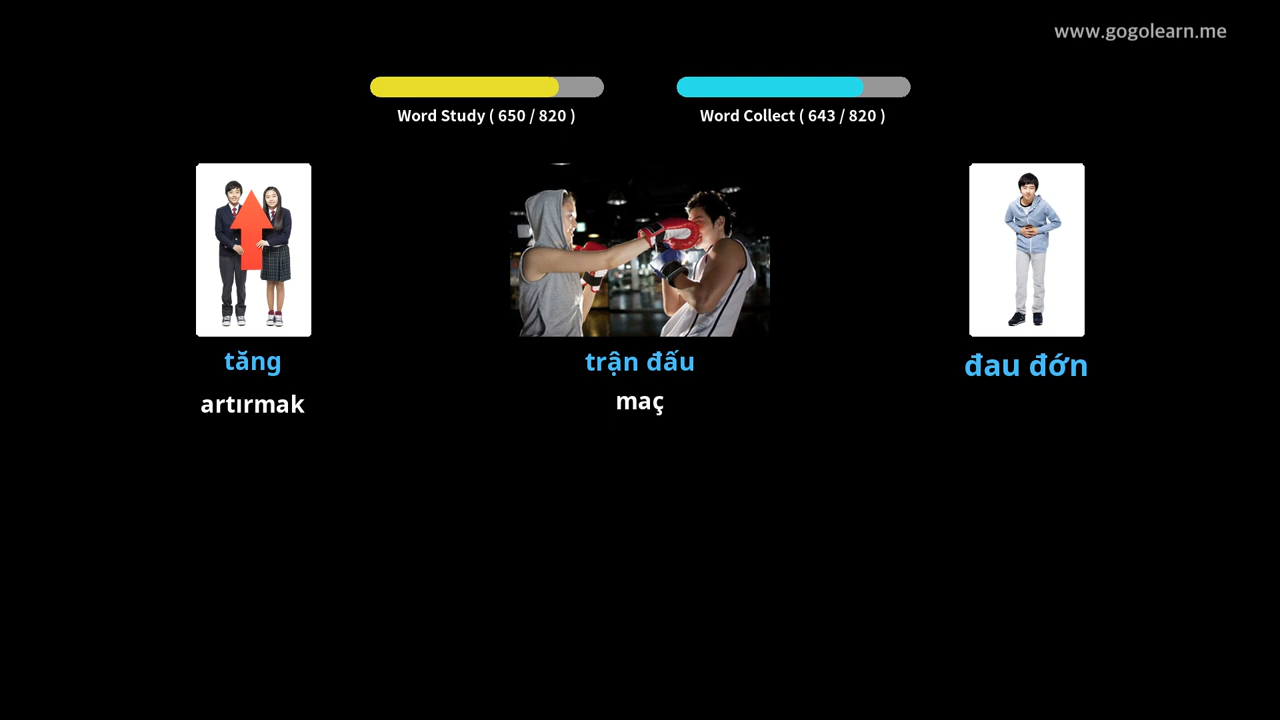 www.gogolearn.me
Word Study ( 650 / 820 )
Word Collect ( 643 / 820 )
tăng
artırmak
trận đấu
maç
đau đớn